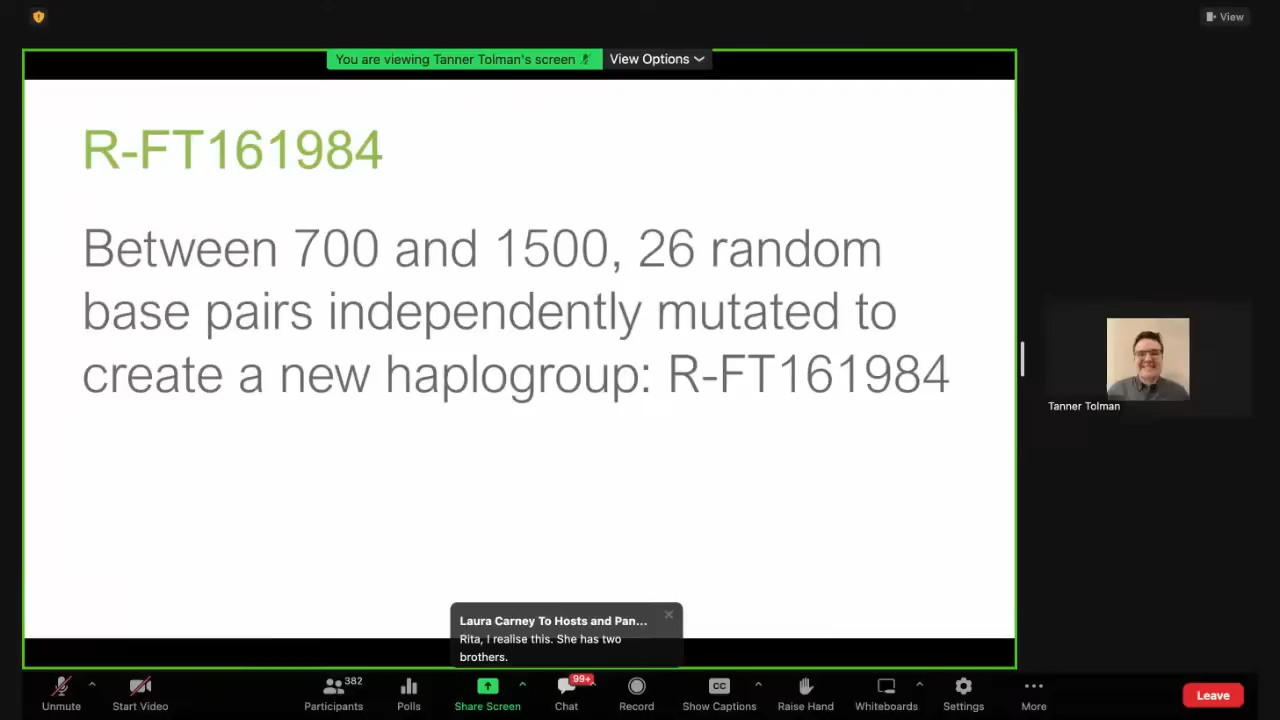 View
You are viewing Tanner Tolman's screen
View Options
R-FT161984
Between 700 and 1500, 26 random
base pairs independently mutated to
create a new haplogroup: R-FT161984
Tanner Tolman
Laura Carney To Hosts and Pan...
Rita, I realise this. She has two
brothers.
Unmute
Start Video
382
Participants
Polls
Share Screen
99+
Chat
Record
CC
Show Captions
Raise Hand
Whiteboards
Settings
More
Leave